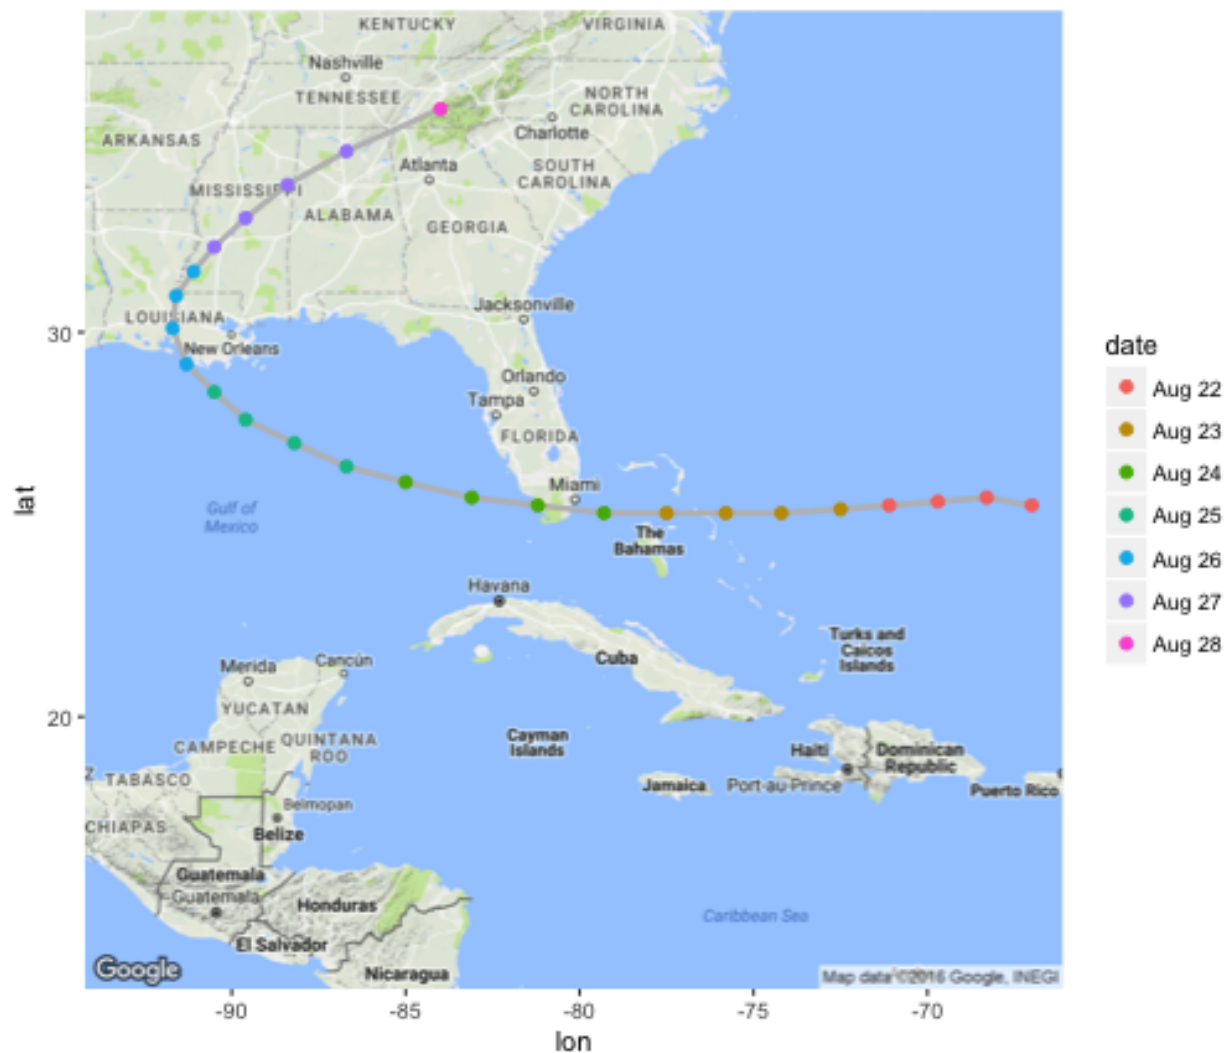 KENTUCKY
VIRGINIA
Nashville
TENNESSEE
NORTH
CAROLINA
ARKANSAS
Charlotte
Atlanta
SOUTH
CAROLINA
MISSISSIPPI
ALABAMA
GEORGIA
Jacksonville
LOUISIANA
30
New Orleans
Orlando
Tampa
FLORIDA
Miami
Gulf of
Mexico
The
Bahamas
Havana
Turks and
Caicos
Islands
Cuba
Merida
Cancún
YUCATAN
20
CAMPECHE
QUINTANA
ROO
Cayman
Islands
Haiti
Dominican
Republic
Z
TABASCO
Jamaica
Port-au-Prince
Puerto Rico
Belmopan
CHIAPAS
Belize
Guatemala
Guatemala
Honduras
Caribbean Sea
El Salvador
Nicaragua
Google
Map data ©2016 Google, INEGI
-90
-85
-80
-75
-70
lon
lat
date
Aug 22
Aug 23
Aug 24
Aug 25
Aug 26
Aug 27
Aug 28